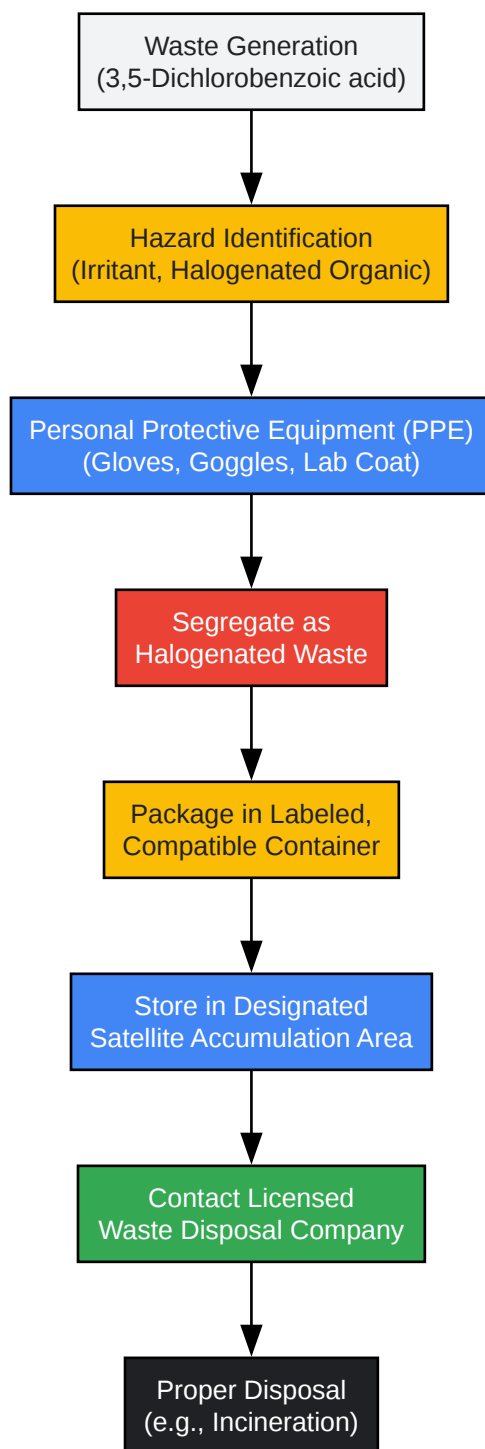 Waste Generation
(3,5-Dichlorobenzoic acid)
Hazard Identification
(Irritant, Halogenated Organic)
Personal Protective Equipment (PPE)
(Gloves, Goggles, Lab Coat)
Segregate as
Halogenated Waste
Package in Labeled,
Compatible Container
Store in Designated
Satellite Accumulation Area
Contact Licensed
Waste Disposal Company
Proper Disposal
(e.g., Incineration)